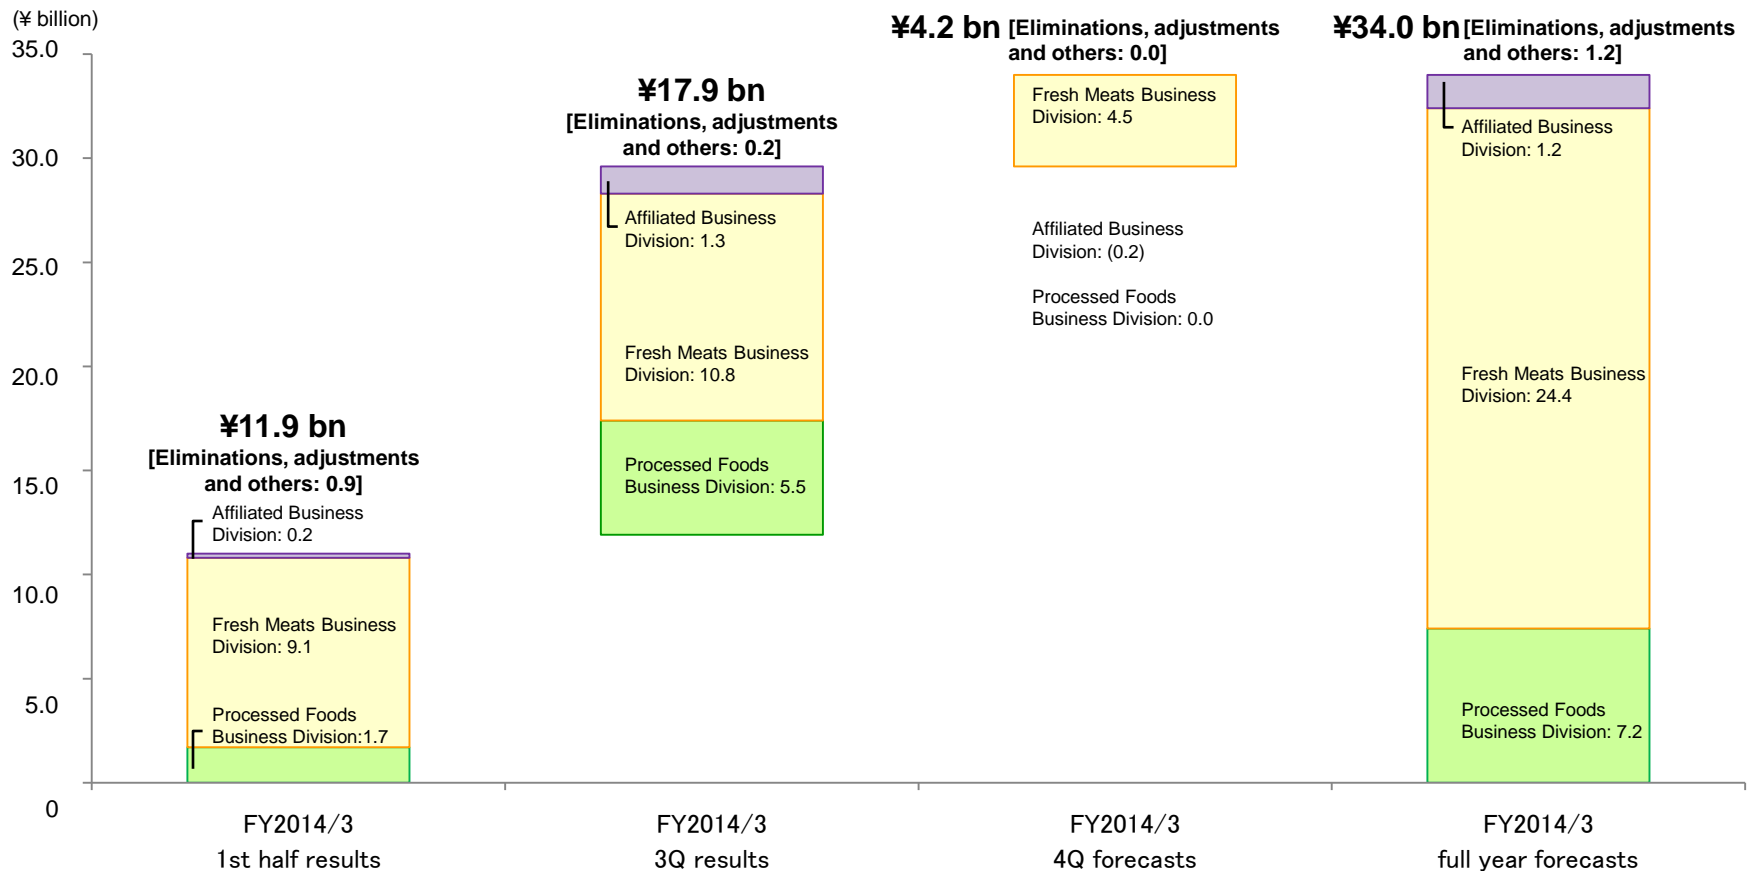 (¥ billion)
35.0
30.0
25.0
20.0
15.0
10.0
5.0
0
¥11.9 bn
[Eliminations, adjustments
and others: 0.9]
Affiliated Business
Division: 0.2
Fresh Meats Business
Division: 9.1
Processed Foods
Business Division:1.7
¥17.9 bn
[Eliminations, adjustments
and others: 0.2]
Affiliated Business
Division: 1.3
Fresh Meats Business
Division: 10.8
Processed Foods
Business Division: 5.5
¥4.2 bn [Eliminations, adjustments
and others: 0.0]
Fresh Meats Business
Division: 4.5
Affiliated Business
Division: (0.2)
Processed Foods
Business Division: 0.0
¥34.0 bn [Eliminations, adjustments
and others: 1.2]
Affiliated Business
Division: 1.2
Fresh Meats Business
Division: 24.4
Processed Foods
Business Division: 7.2
FY2014/3
1st half results
FY2014/3
3Q results
FY2014/3
4Q forecasts
FY2014/3
full year forecasts